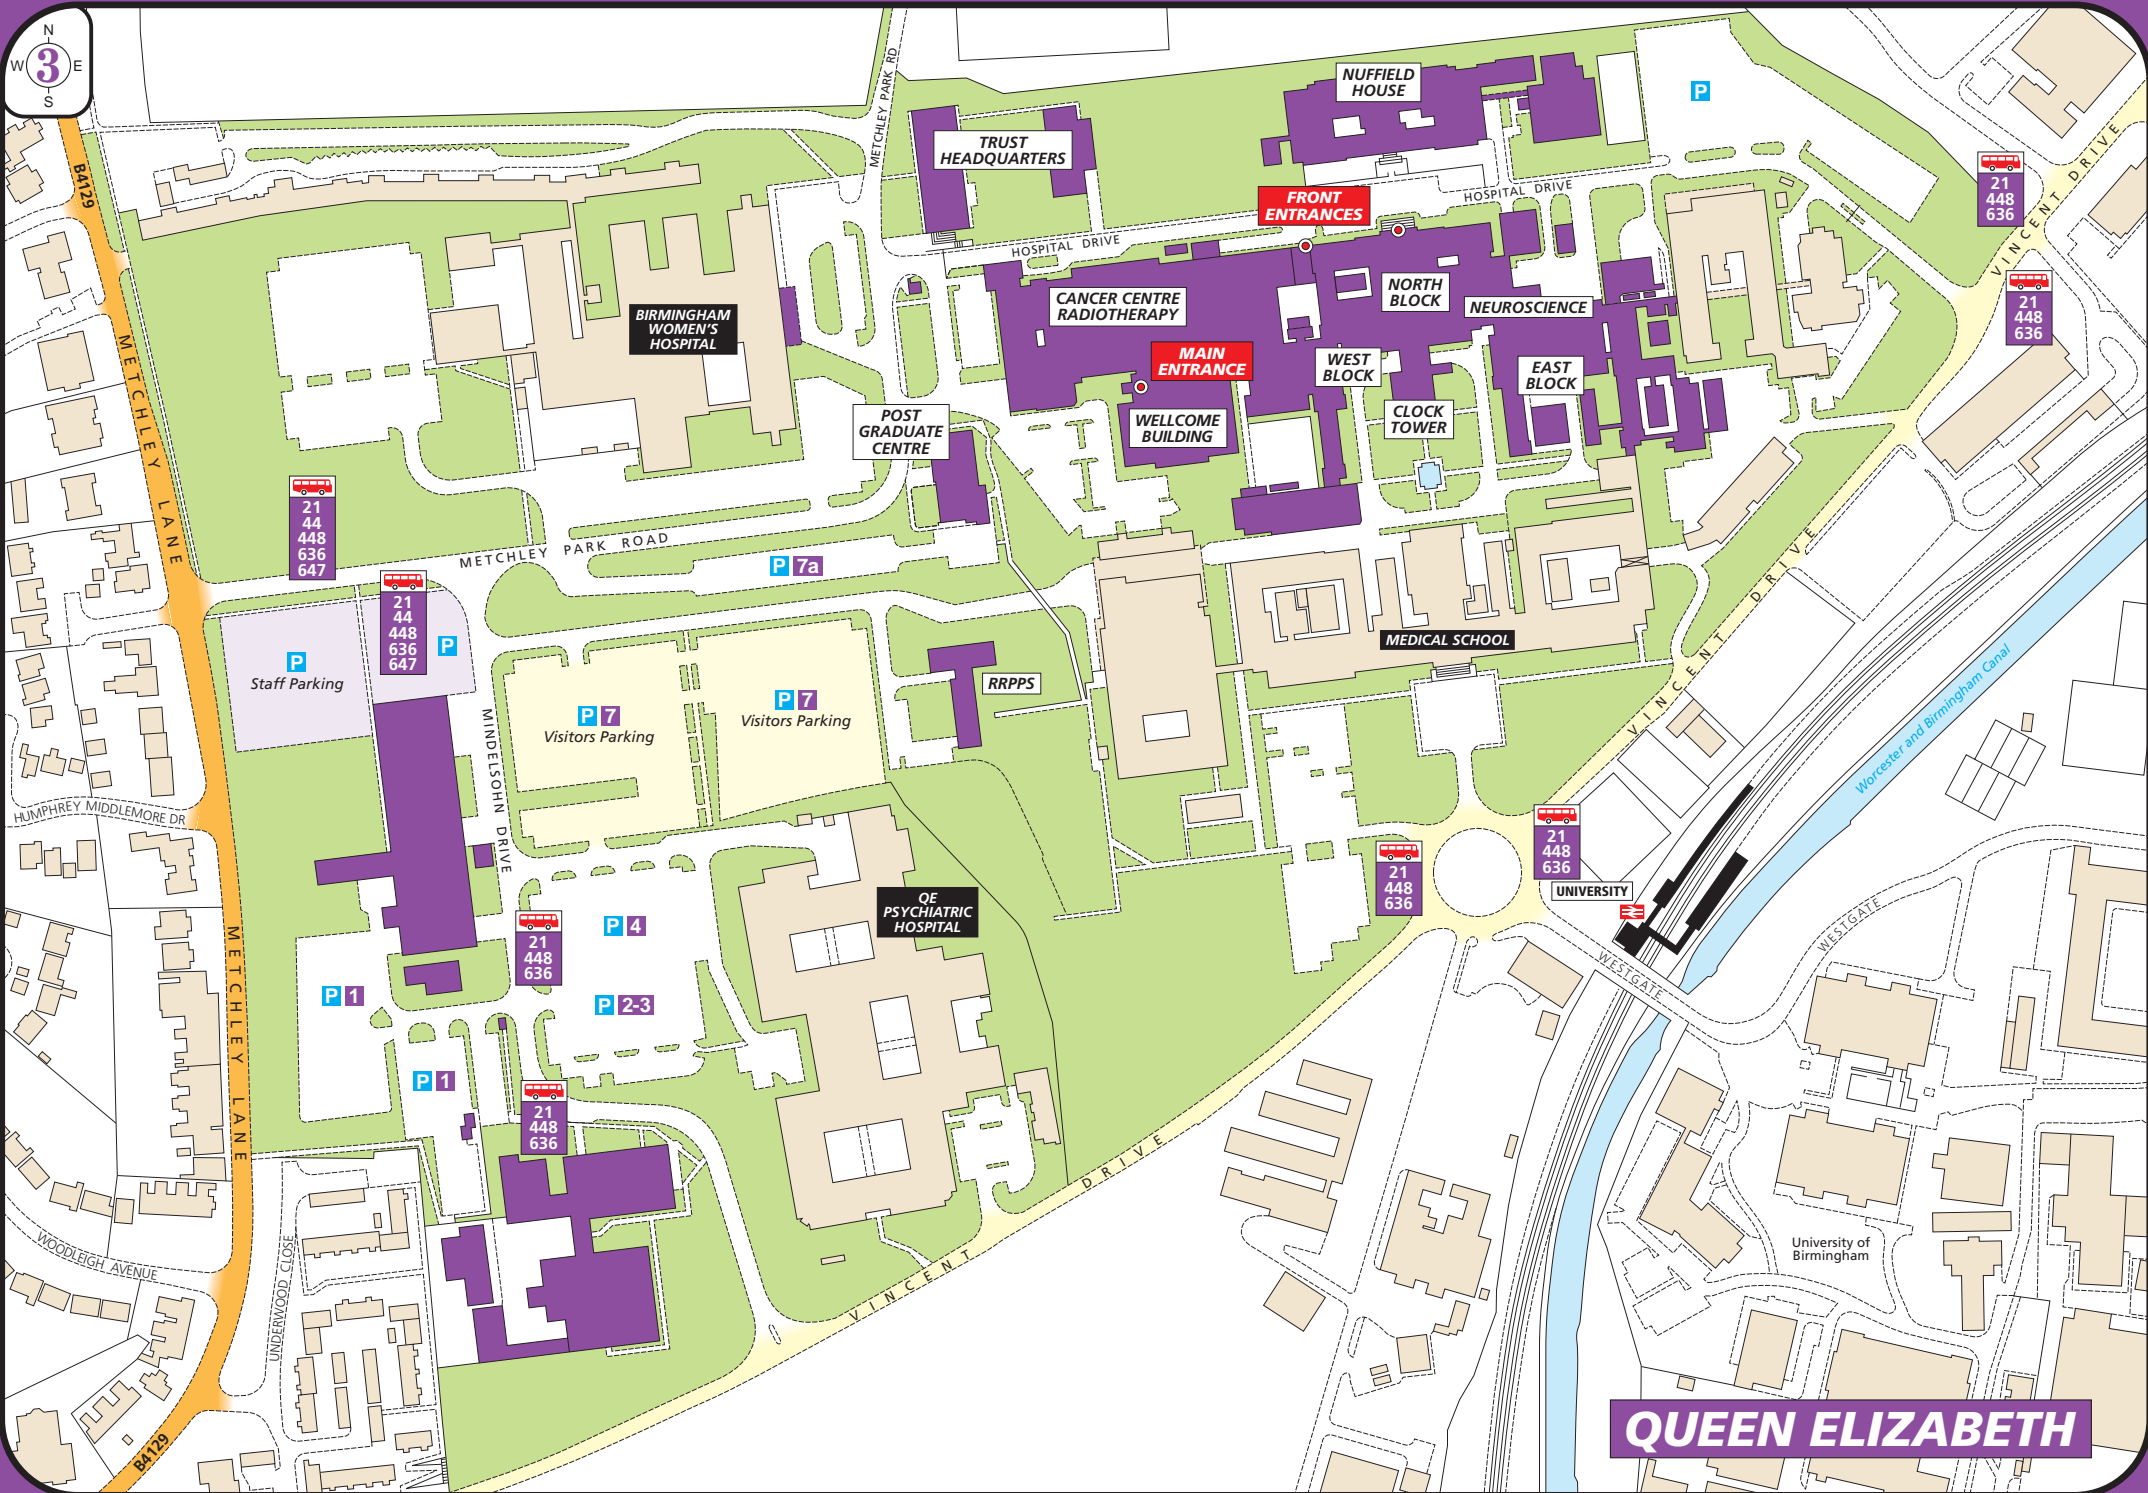 N
W 3 E
S
B4129
METCHLEY PARK RD
TRUST
HEADQUARTERS
NUFFIELD
HOUSE
P
21
448
636
VINCENT DRIVE
FRONT
ENTRANCES
HOSPITAL DRIVE
HOSPITAL DRIVE
21
448
636
BIRMINGHAM
WOMEN'S
HOSPITAL
CANCER CENTRE
RADIOTHERAPY
NORTH
BLOCK
NEUROSCIENCE
MAIN
ENTRANCE
WEST
BLOCK
EAST
BLOCK
METCHLEY LANE
POST
GRADUATE
CENTRE
WELLCOME
BUILDING
CLOCK
TOWER
21
44
448
636
647
METCHLEY PARK ROAD
P 7a
21
44
448
636
647
P
P
Staff Parking
MEDICAL SCHOOL
VINCENT DRIVE
RRPPS
P 7
Visitors Parking
P 7
Visitors Parking
MINDELSOHN DRIVE
Worcester and Birmingham Canal
HUMPHREY MIDDLEMORE DR
21
448
636
21
448
636
UNIVERSITY
QE
PSYCHIATRIC
HOSPITAL
P 4
21
448
636
WESTGATE
WESTGATE
P 1
P 2-3
METCHLEY LANE
P 1
21
448
636
VINCENT DRIVE
WOODLEIGH AVENUE
UNDERWOOD CLOSE
University of
Birmingham
B4129
QUEEN ELIZABETH